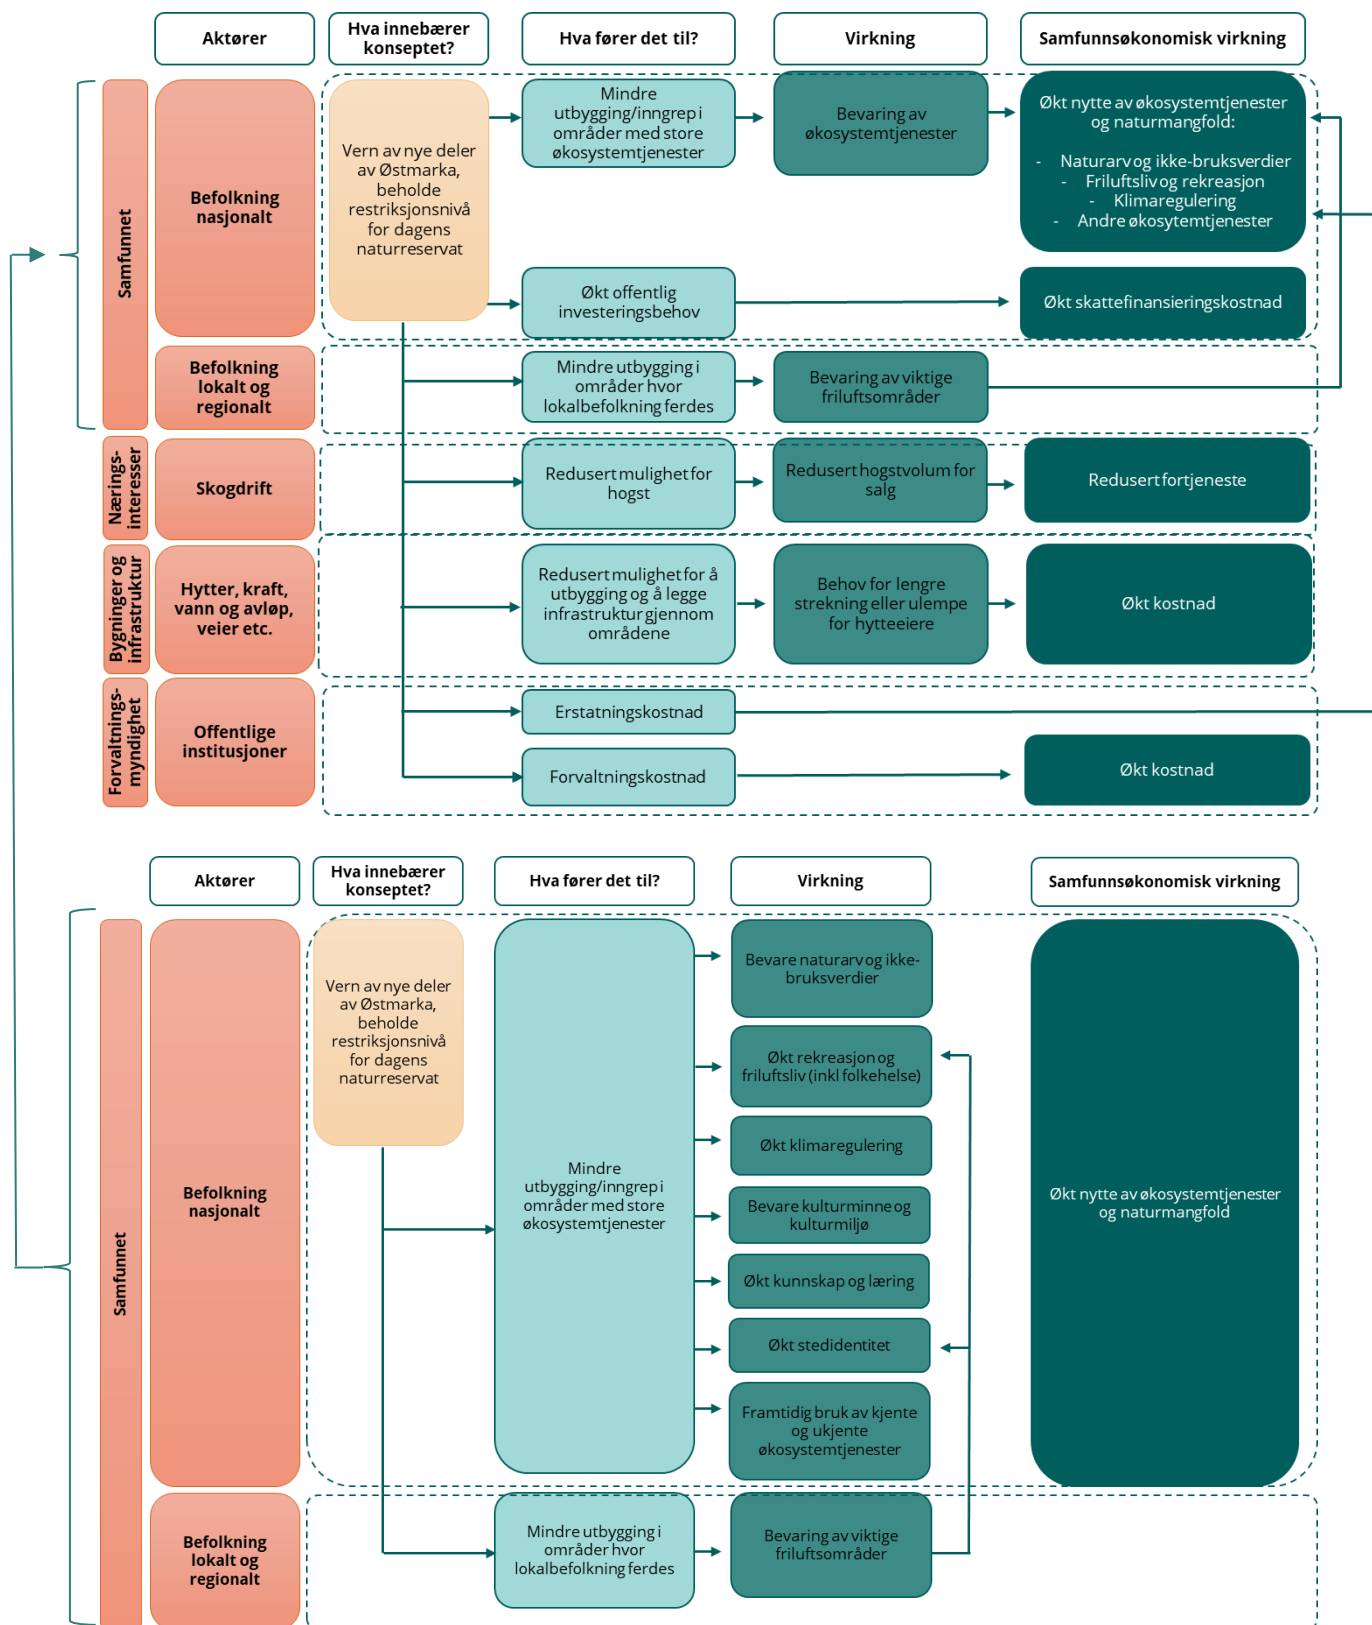 Aktører
Hva innebærer
konseptet?
Hva fører det til?
Virkning
Samfunnsøkonomisk virkning
Samfunnet
Befolkning
nasjonalt
Vern av nye deler
av Østmarka,
beholde
restriksjonsnivå
for dagens
naturreservat
Mindre
utbygging/inngrep i
områder med store
økosystemtjenester
Bevaring av
økosystemtjenester
Økt nytte av økosystemtjenester
og naturmangfold:
- Naturarv og ikke-bruksverdier
- Friluftsliv og rekreasjon
- Klimaregulering
- Andre økosytemtjenester
Økt offentlig
investeringsbehov
Økt skattefinansieringskostnad
Befolkning
lokalt og
regionalt
Mindre utbygging i
områder hvor
lokalbefolkning ferdes
Bevaring av viktige
friluftsområder
Nærings-
interesser
Skogdrift
Redusert mulighet for
hogst
Redusert hogstvolum for
salg
Redusert fortjeneste
Bygninger og
infrastruktur
Hytter, kraft,
vann og avløp,
veier etc.
Redusert mulighet for å
utbygging og å legge
infrastruktur gjennom
områdene
Behov for lengre
strekning eller ulempe
for hytteeiere
Økt kostnad
Forvaltnings-
myndighet
Offentlige
institusjoner
Erstatningskostnad
Forvaltningskostnad
Økt kostnad
Aktører
Hva innebærer
konseptet?
Hva fører det til?
Virkning
Samfunnsøkonomisk virkning
Samfunnet
Befolkning
nasjonalt
Vern av nye deler
av Østmarka,
beholde
restriksjonsnivå
for dagens
naturreservat
Mindre
utbygging/inngrep i
områder med store
økosystemtjenester
Bevare naturarv og ikke-
bruksverdier
Økt rekreasjon og
friluftsliv (inkl folkehelse)
Økt klimaregulering
Bevare kulturminne og
kulturmiljø
Økt kunnskap og læring
Økt stedidentitet
Framtidig bruk av kjente
og ukjente
økosystemtjenester
Økt nytte av økosystemtjenester
og naturmangfold
Befolkning
lokalt og
regionalt
Mindre utbygging i
områder hvor
lokalbefolkning ferdes
Bevaring av viktige
friluftsområder